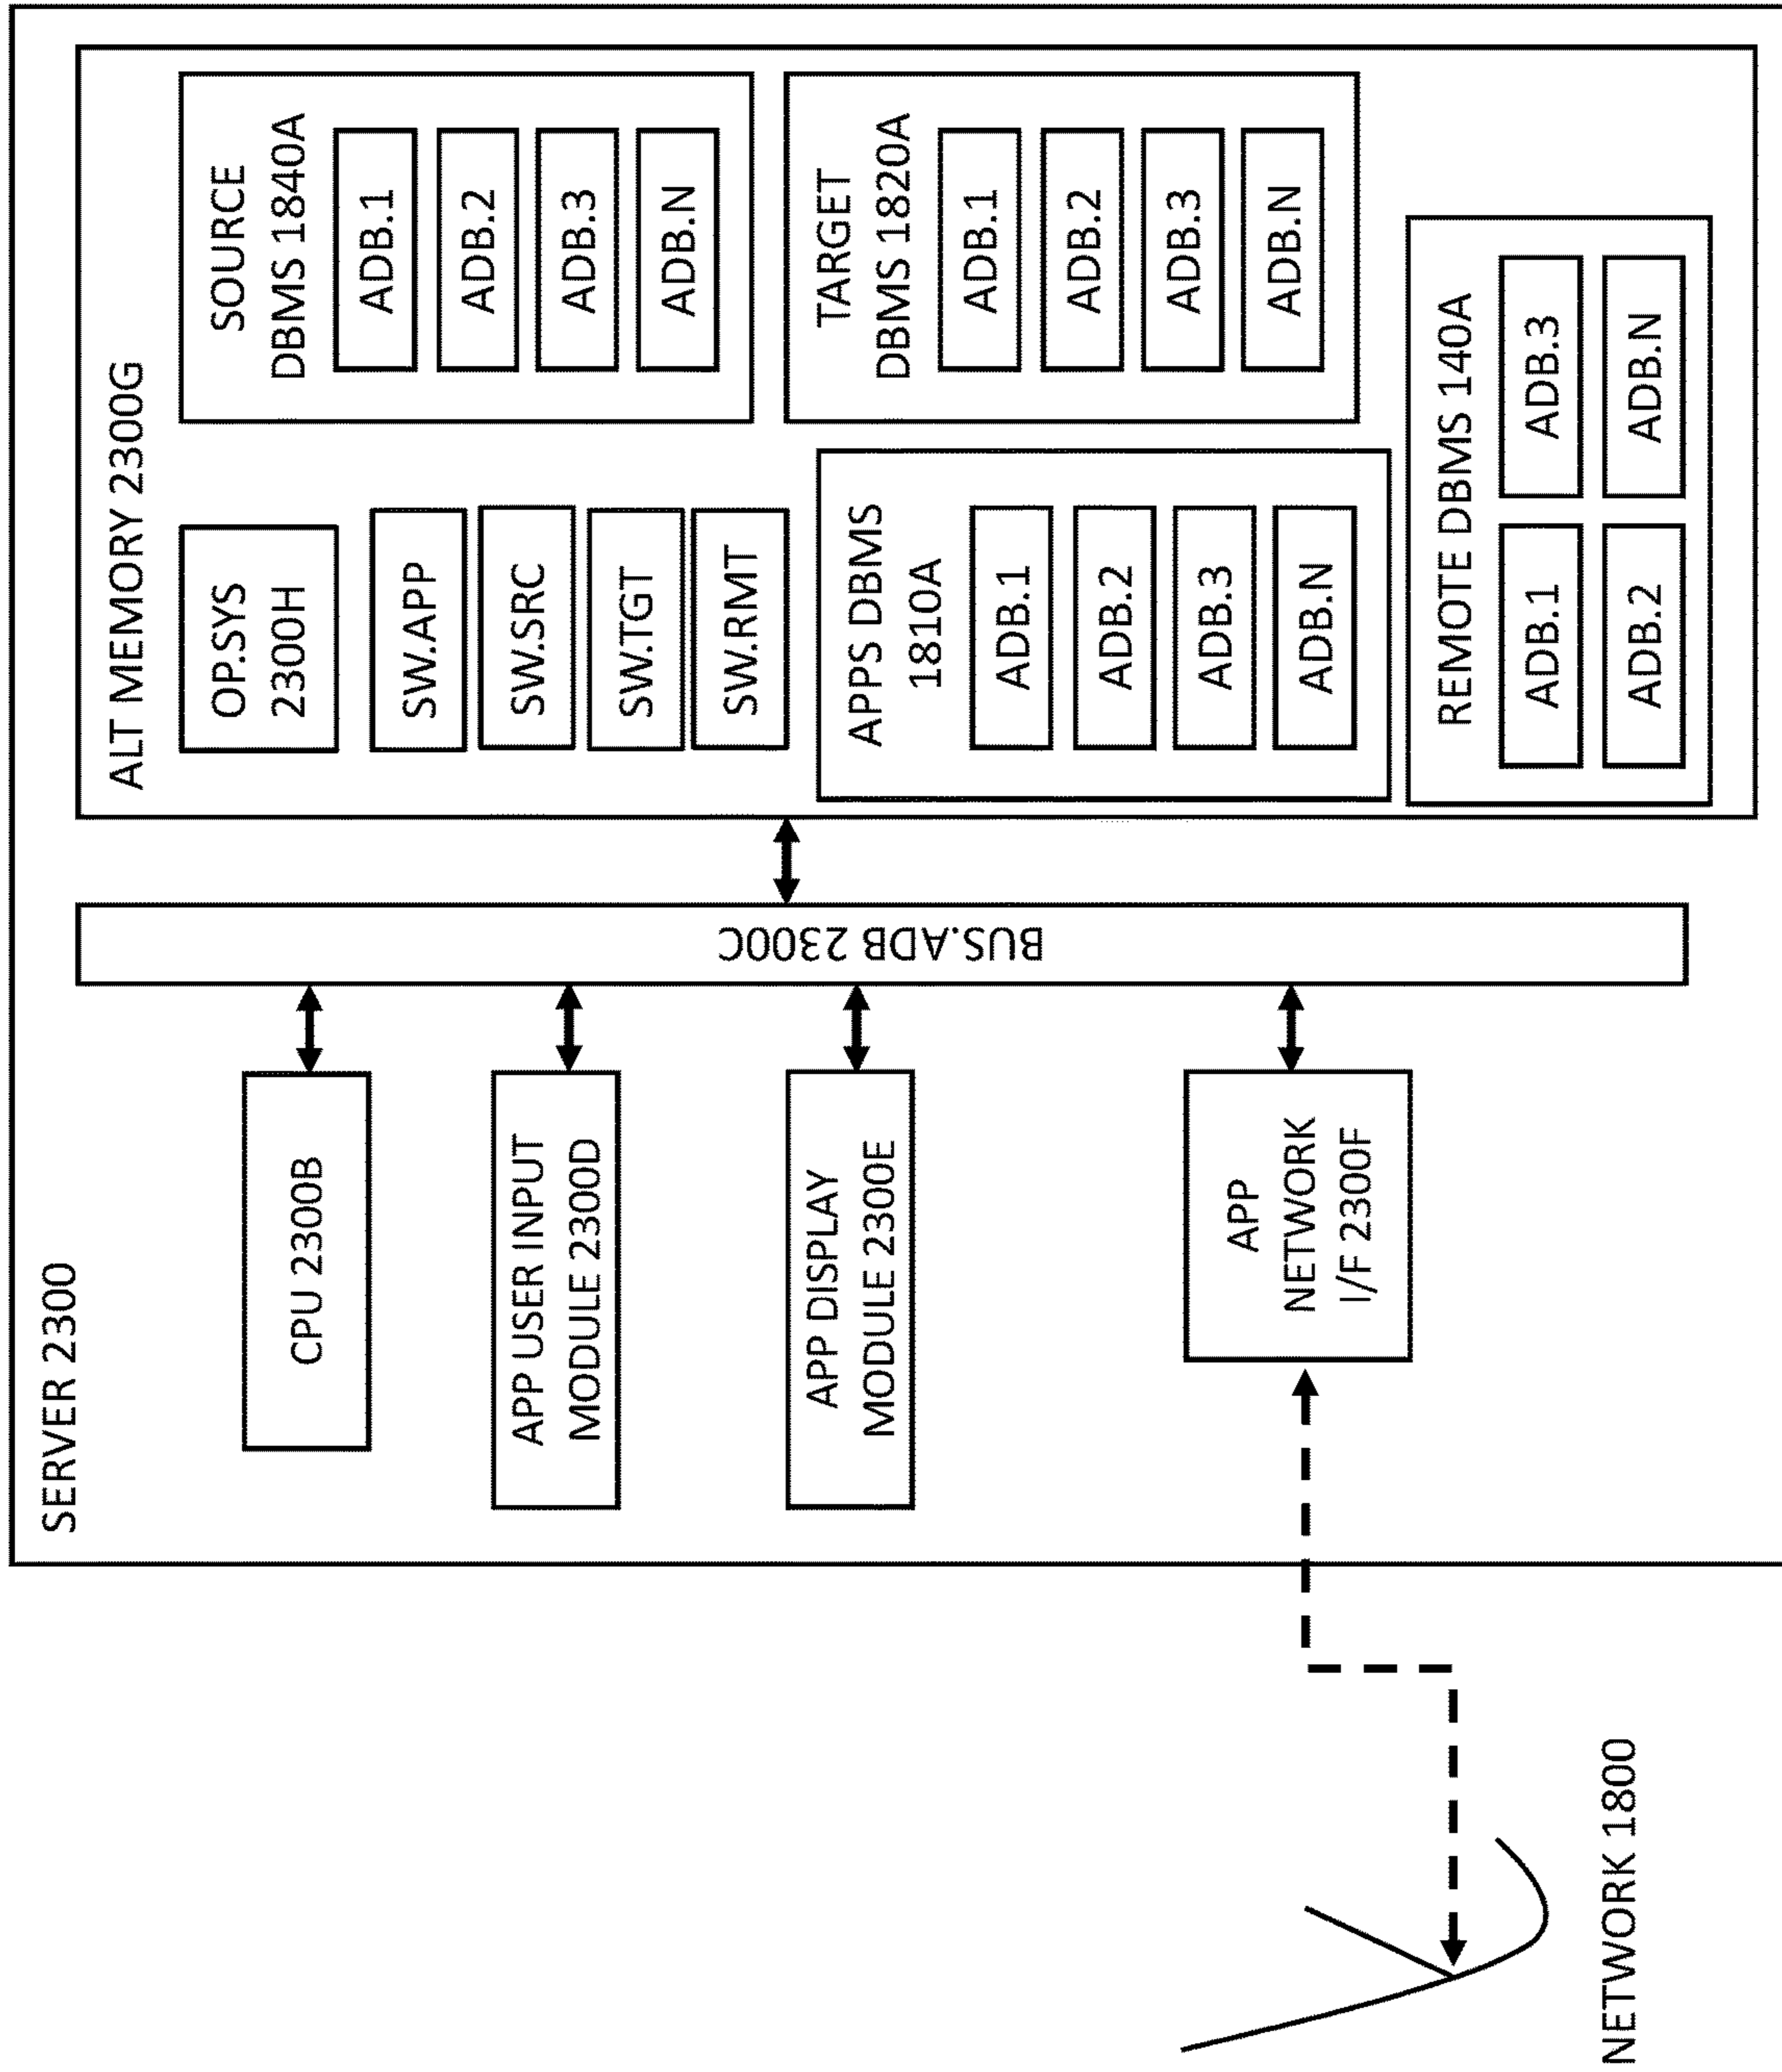 SERVER 2300
CPU 2300B
APP USER INPUT
MODULE 2300D
APP DISPLAY
MODULE 2300E
APP
NETWORK
I/F 2300F
NETWORK 1800
BUS.ADB 2300C
ALT MEMORY 2300G
OP.SYS
2300H
SW.APP
SW.SRC
SW.TGT
SW.RMT
SOURCE
DBMS 1840A
ADB.1
ADB.2
ADB.3
ADB.N
APPS DBMS
1810A
ADB.1
ADB.2
ADB.3
ADB.N
TARGET
DBMS 1820A
ADB.1
ADB.2
ADB.3
ADB.N
REMOTE DBMS 140A
ADB.1
ADB.3
ADB.2
ADB.N